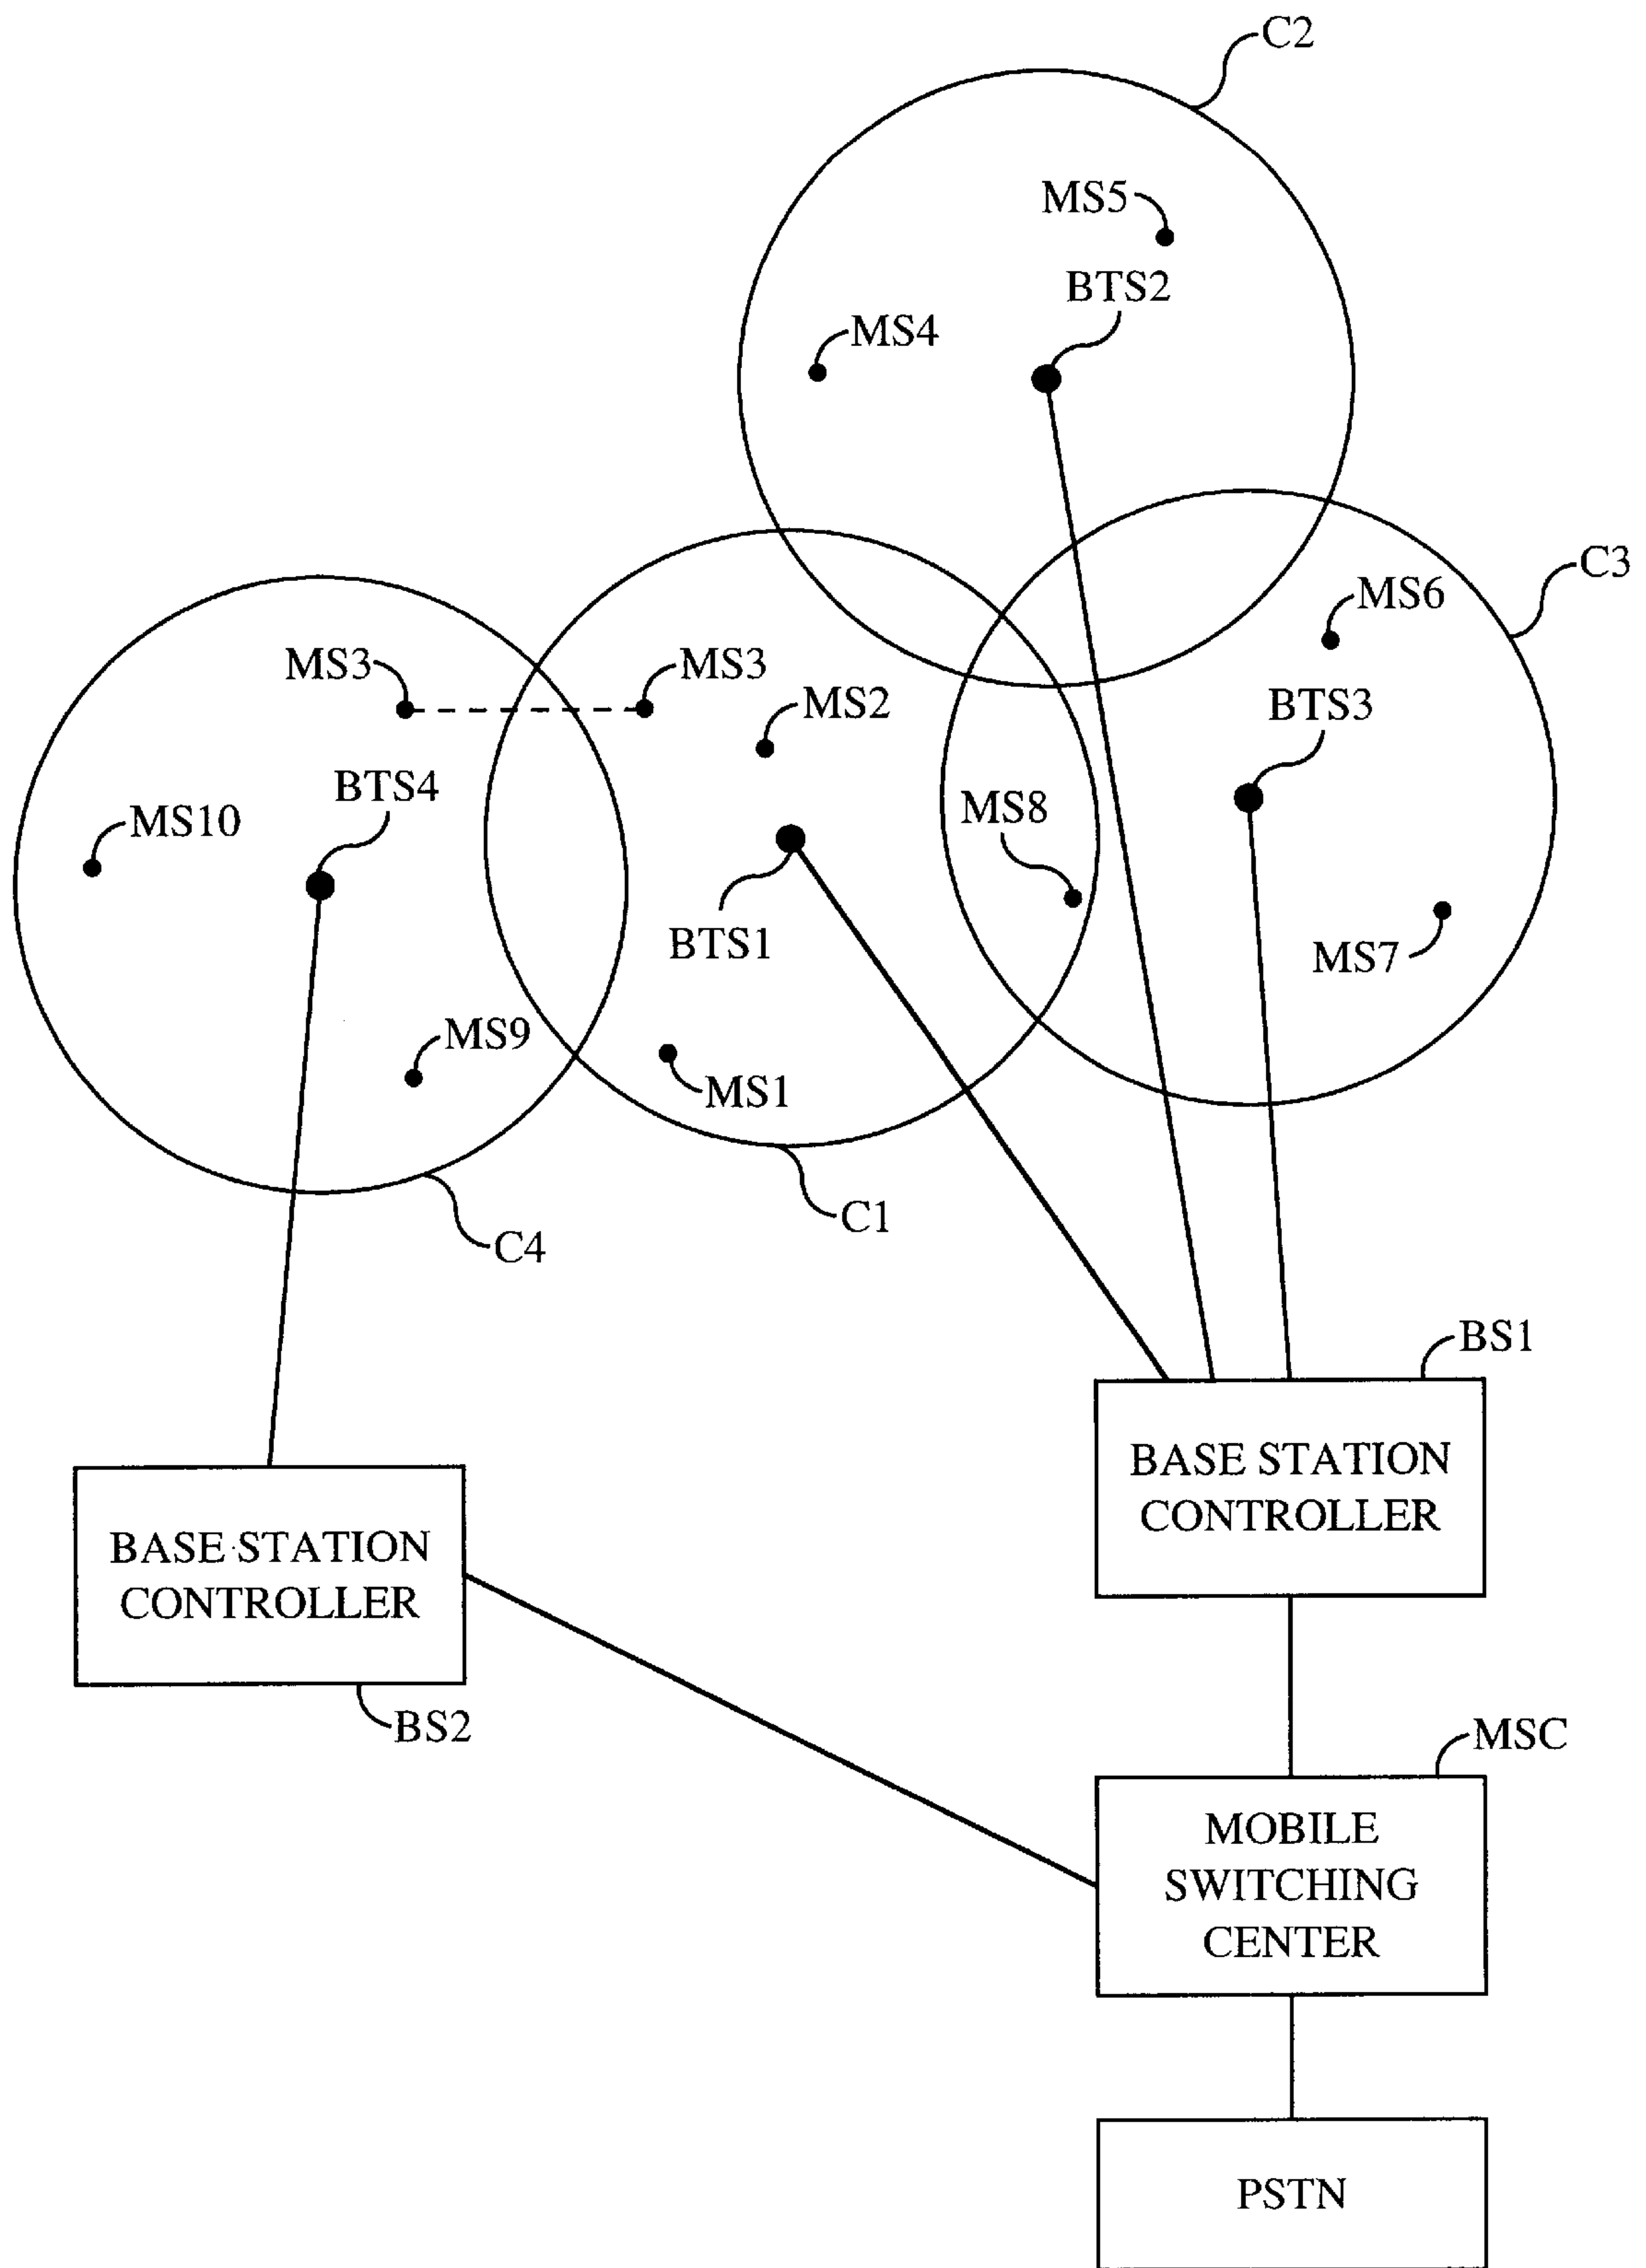 C2
MS5
BTS2
MS4
C3
MS6
MS3
MS3
MS2
BTS3
BTS4
MS10
MS8
BTS1
MS7
MS9
MS1
C1
C4
BS1
BASE STATION
CONTROLLER
BASE STATION
CONTROLLER
BS2
MSC
MOBILE
SWITCHING
CENTER
PSTN